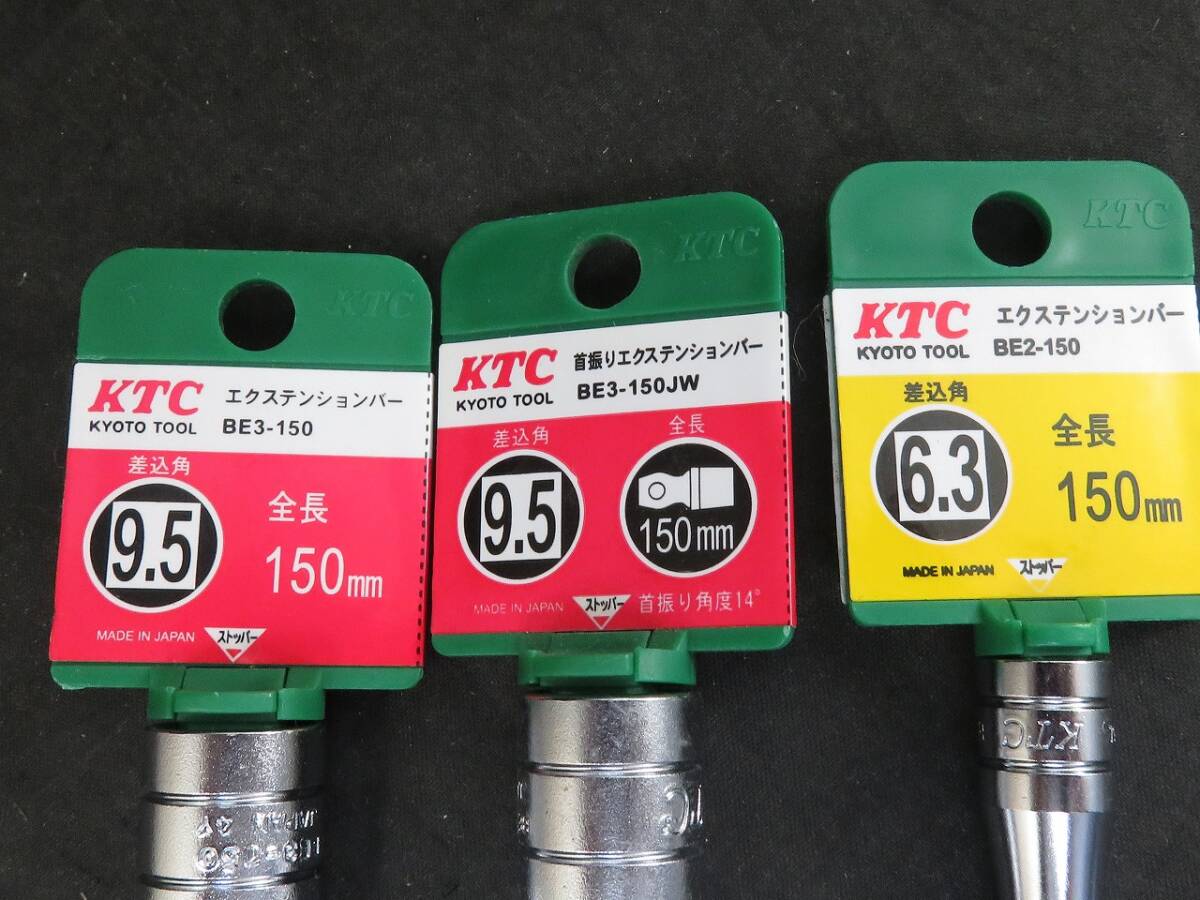 KTC
KTC
KYOTO TOOL
エクステンションバー
BE3-150
差込角
9.5
全長
150mm
MADE IN JAPAN
ストッパー
BE3-150
JAPAN
KTC
KTC
KYOTO TOOL
首振りエクステンションバー
BE3-150JW
差込角
9.5
全長
150mm
MADE IN JAPAN
ストッパー
首振り角度14°
KTC
KTC
KYOTO TOOL
エクステンションバー
BE2-150
差込角
6.3
全長
150mm
MADE IN JAPAN
ストッパー
KTC